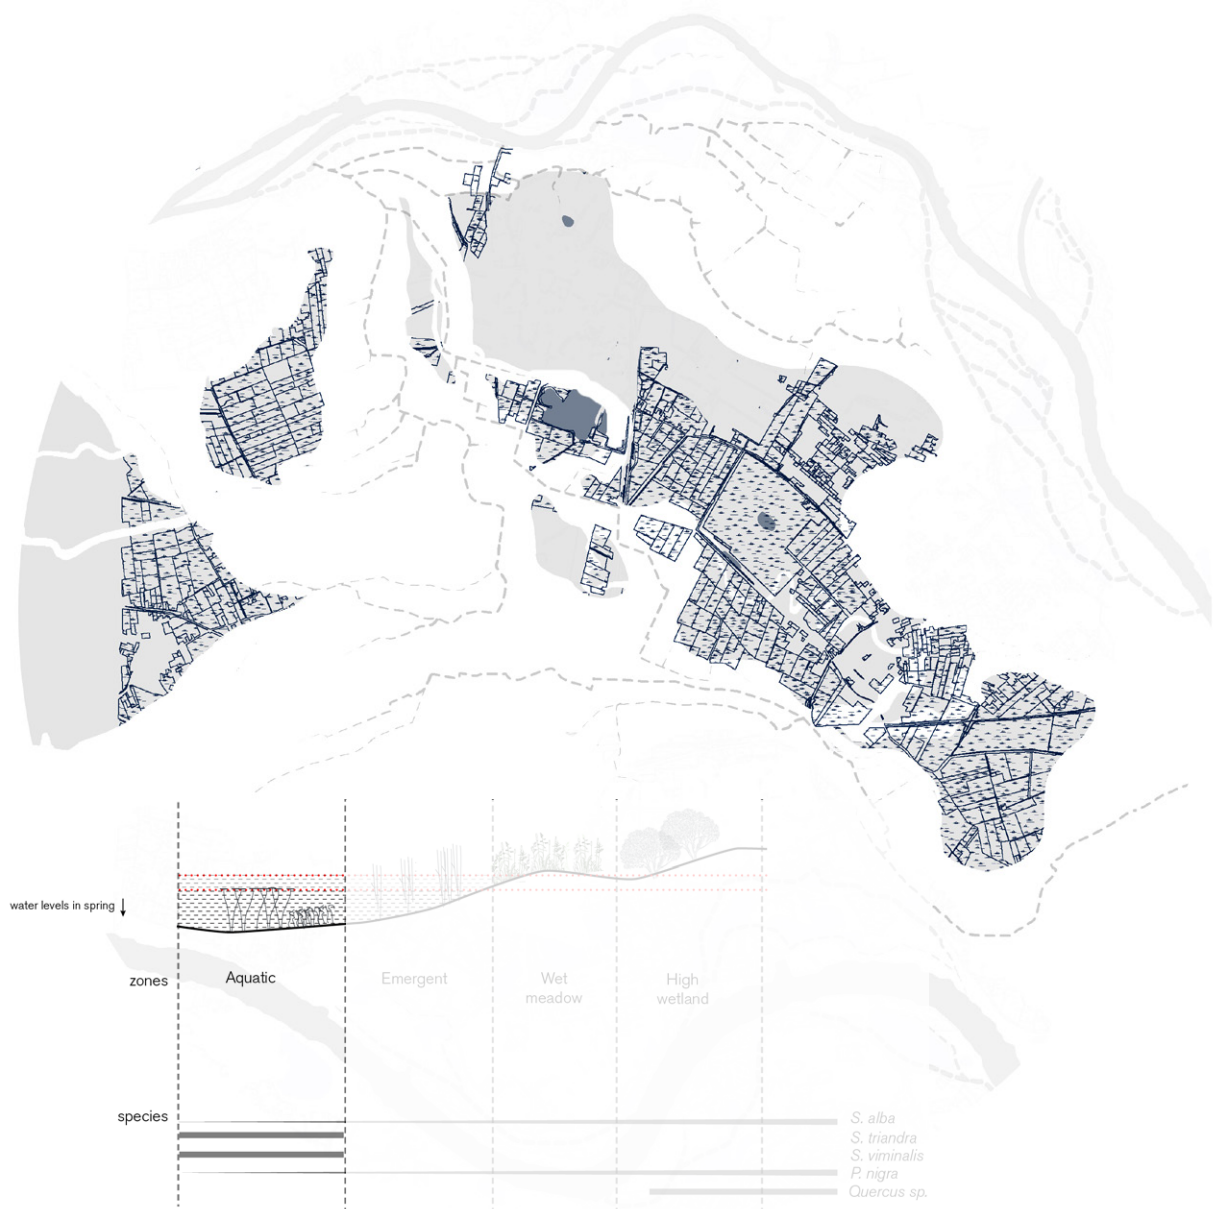 water levels in spring
zones
Aquatic
Emergent
Wet
meadow
High
wetland
species
S. alba
S. triandra
S. viminalis
P. nigra
Quercus sp.